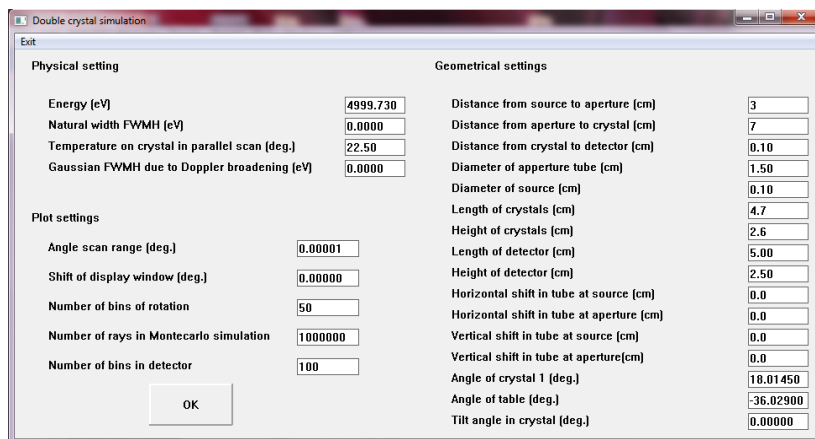 Double crystal simulation
Exit
Physical setting
Energy (eV) 4999.730
Natural width FWMH (eV) 0.0000
Temperature on crystal in parallel scan (deg.) 22.50
Gaussian FWMH due to Doppler broadening (eV) 0.0000
Plot settings
Angle scan range (deg.) 0.00001
Shift of display window (deg.) 0.00000
Number of bins of rotation 50
Number of rays in Montecarlo simulation 1000000
Number of bins in detector 100
OK
Geometrical settings
Distance from source to aperture (cm) 3
Distance from aperture to crystal (cm) 7
Distance from crystal to detector (cm) 0.10
Diameter of apperture tube (cm) 1.50
Diameter of source (cm) 0.10
Length of crystals (cm) 4.7
Height of crystals (cm) 2.6
Length of detector (cm) 5.00
Height of detector (cm) 2.50
Horizontal shift in tube at source (cm) 0.0
Horizontal shift in tube at aperture (cm) 0.0
Vertical shift in tube at source (cm) 0.0
Vertical shift in tube at aperture(cm) 0.0
Angle of crystal 1 (deg.) 18.01450
Angle of table (deg.) -36.02900
Tilt angle in crystal (deg.) 0.00000